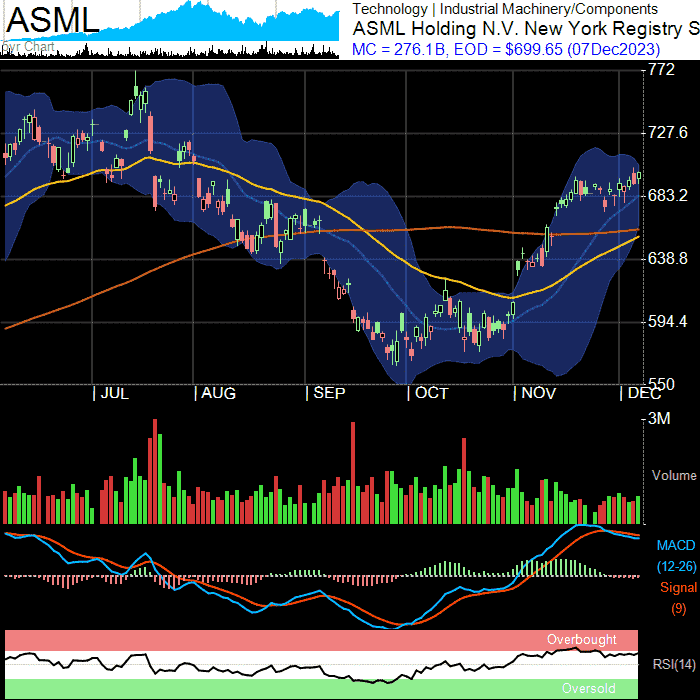 ASML
Technology | Industrial Machinery/Components
ASML Holding N.V. New York Registry S
MC = 276.1B, EOD = $699.65 (07Dec2023)
5yr Chart
772
727.6
683.2
638.8
594.4
550
| JUL | AUG | SEP | OCT | NOV | DEC
3M
Volume
MACD
(12-26)
Signal
(9)
Overbought
RSI(14)
Oversold